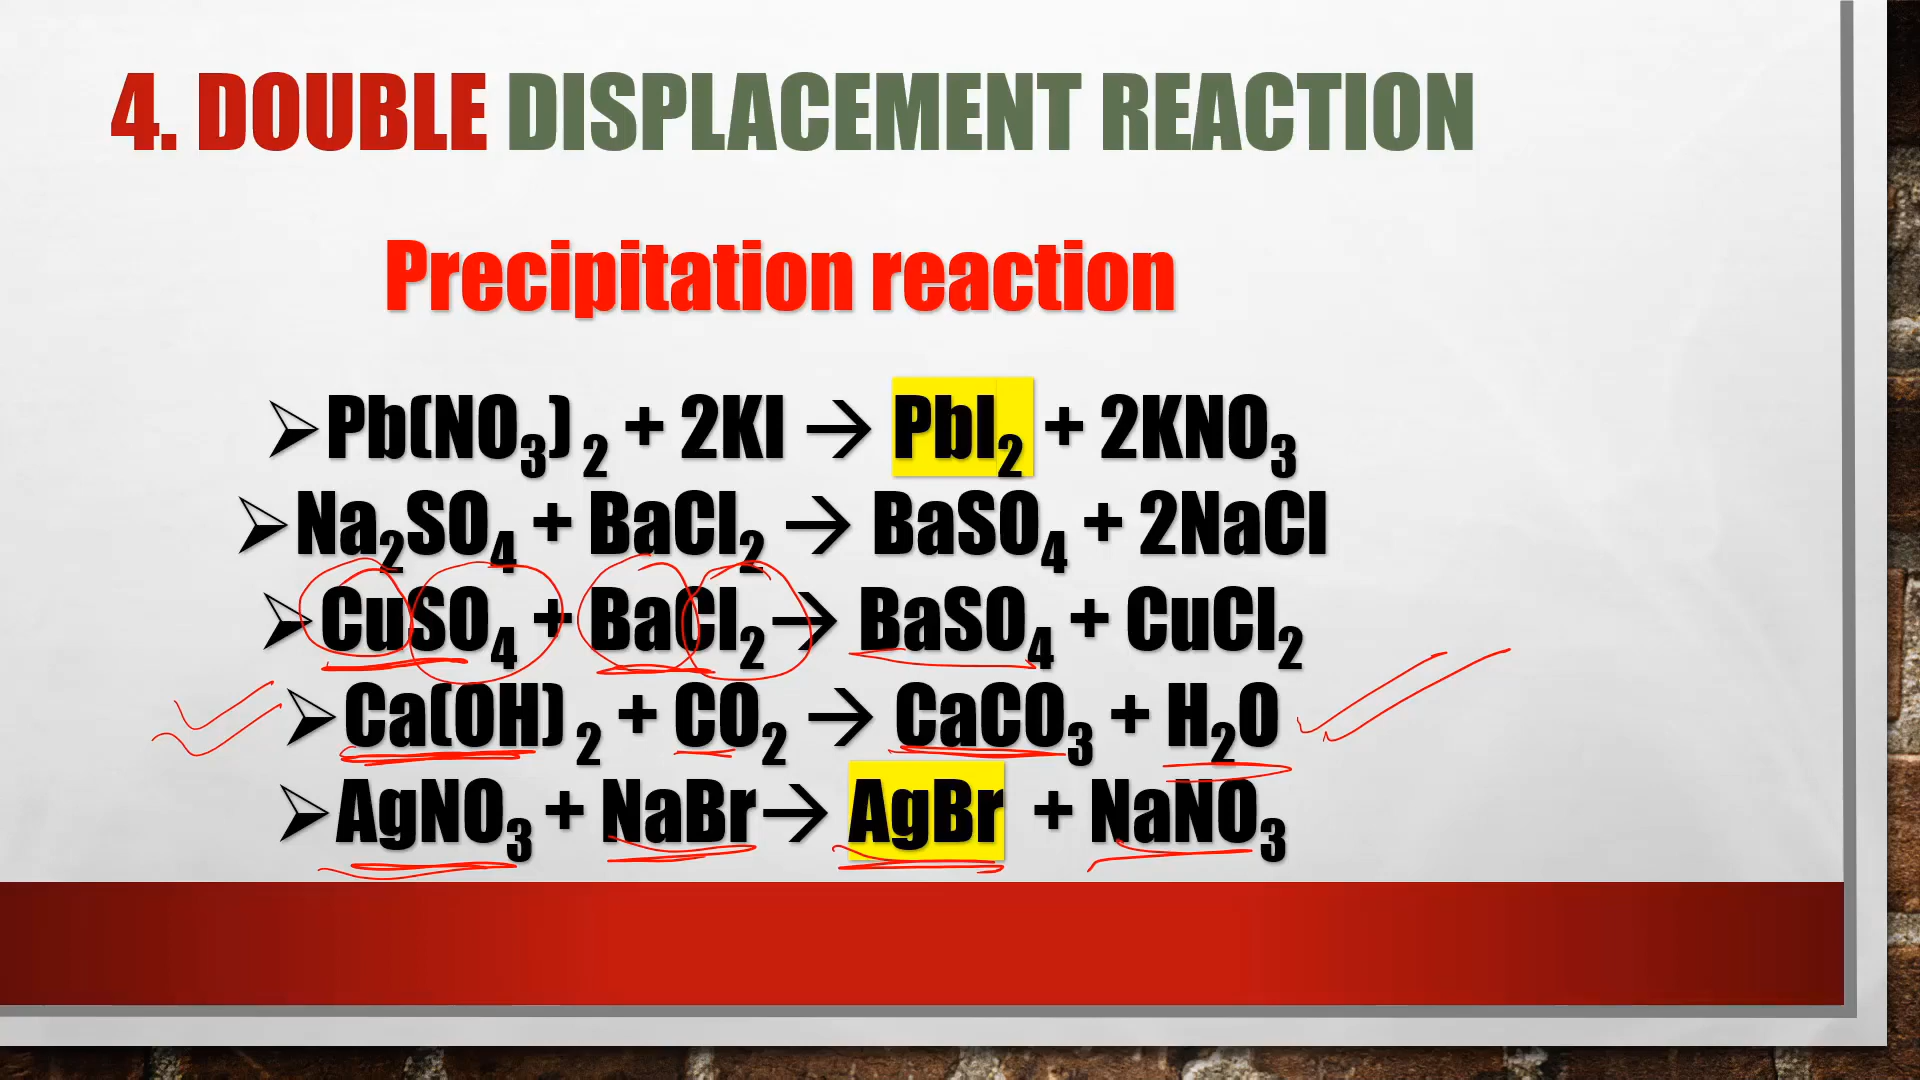 4. DOUBLE DISPLACEMENT REACTION
Precipitation reaction
➢Pb(NO₃) ₂ + 2KI → PbI₂ + 2KNO₃
➢Na₂SO₄ + BaCl₂ → BaSO₄ + 2NaCl
➢CuSO₄ + BaCl₂→ BaSO₄ + CuCl₂
➢Ca(OH) ₂ + CO₂ → CaCO₃ + H₂O
➢AgNO₃ + NaBr→ AgBr + NaNO₃